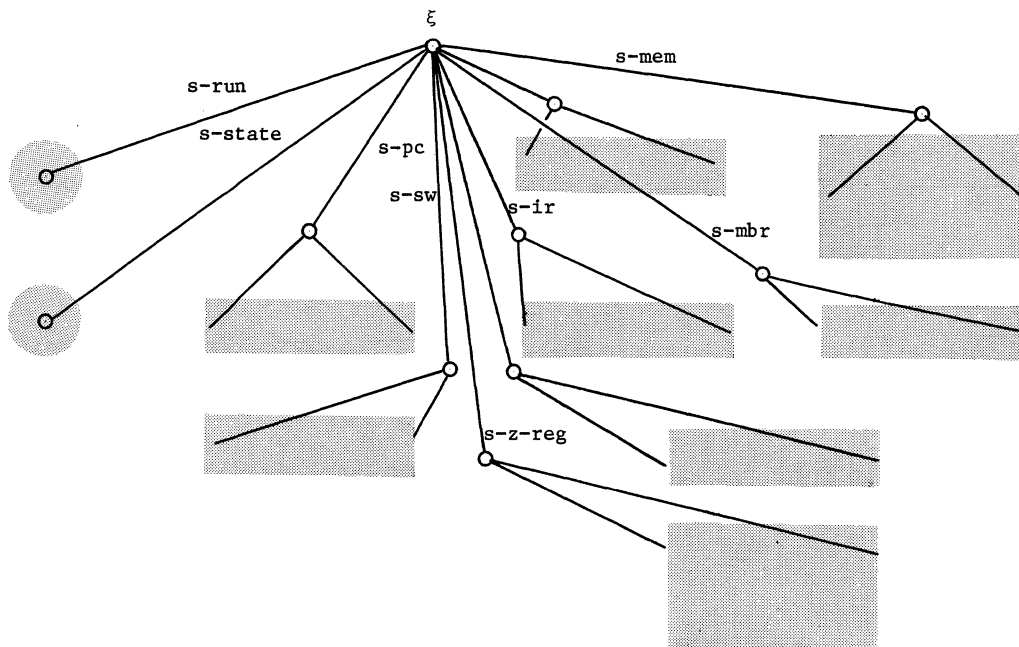 ξ
s-mem
s-run
s-state
s-pc
s-sw
s-ir
s-mbr
s-z-reg